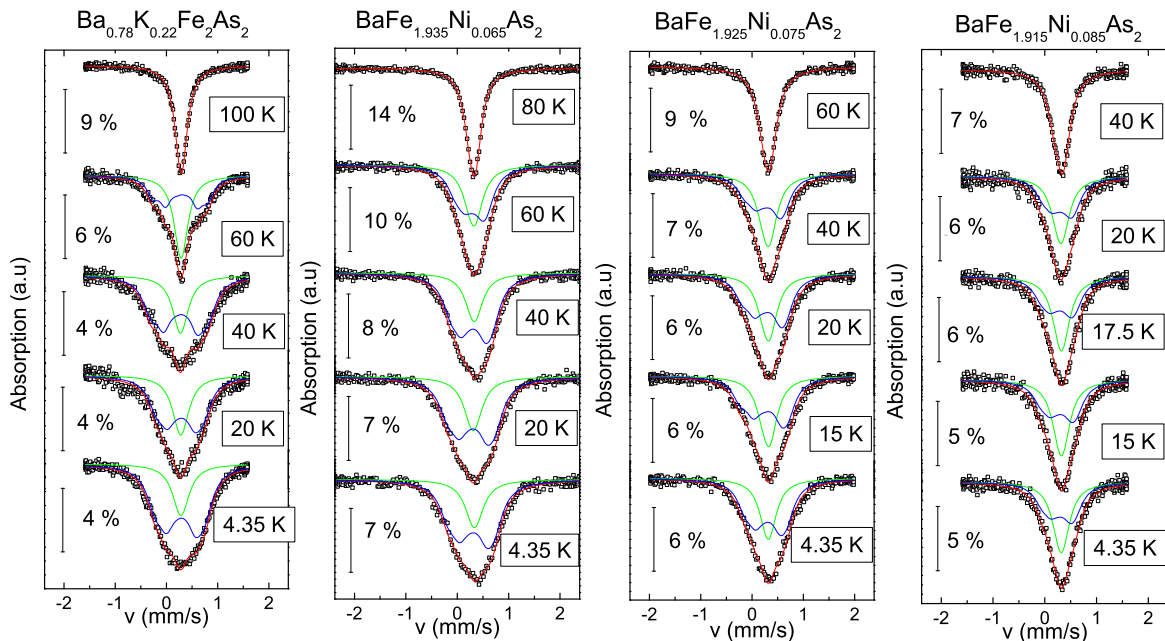 Ba0.78K0.22Fe2As2
BaFe1.935Ni0.065As2
BaFe1.925Ni0.075As2
BaFe1.915Ni0.085As2
Absorption (a.u)
9 %
100 K
6 %
60 K
4 %
40 K
4 %
20 K
4 %
4.35 K
-2 -1 0 1 2
v (mm/s)
Absorption (a.u)
14 %
80 K
10 %
60 K
8 %
40 K
7 %
20 K
7 %
4.35 K
-2 0 2
v (mm/s)
Absorption (a.u)
9 %
60 K
7 %
40 K
6 %
20 K
6 %
15 K
6 %
4.35 K
-2 -1 0 1 2
v (mm/s)
Absorption (a.u)
7 %
40 K
6 %
20 K
6 %
17.5 K
5 %
15 K
5 %
4.35 K
-2 -1 0 1 2
v (mm/s)